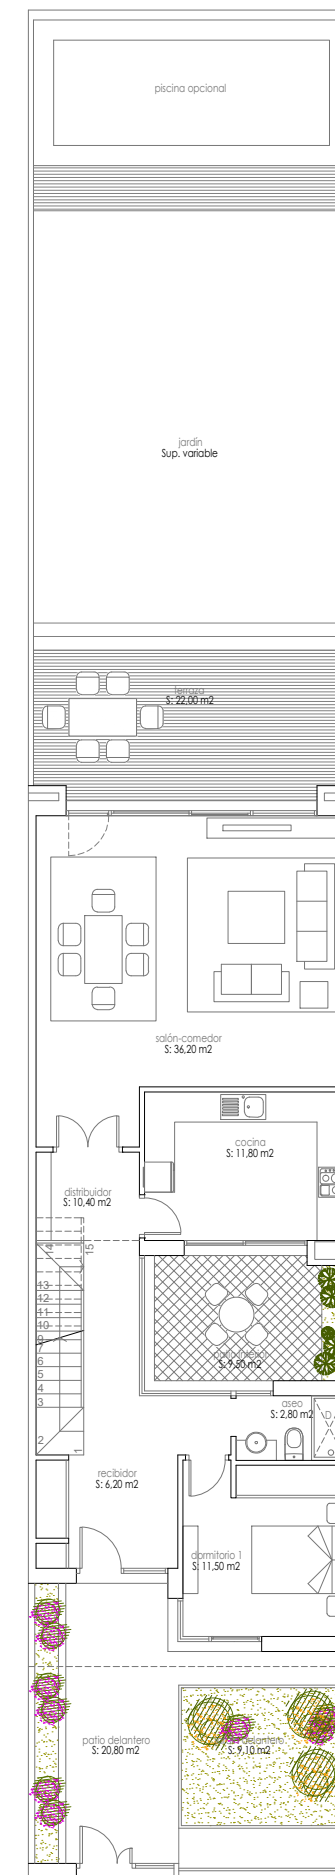 piscina opcional
jardín
Sup. variable
terraza
S: 22,00 m2
salón-comedor
S: 36,20 m2
cocina
S: 11,80 m2
distribuidor
S: 10,40 m2
14
15
13
12
11
10
9
7
6
5
4
3
2
1
patio interior
S: 9,50 m2
aseo
S: 2,80 m2
D
recibidor
S: 6,20 m2
dormitorio 1
S: 11,50 m2
patio delantero
S: 20,80 m2
delantero
S: 9,10 m2